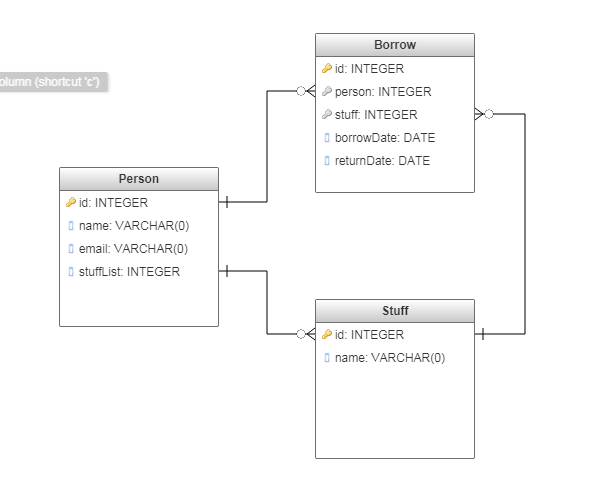 olumn (shortcut 'c')
Borrow
id: INTEGER
person: INTEGER
stuff: INTEGER
borrowDate: DATE
returnDate: DATE
Person
id: INTEGER
name: VARCHAR(0)
email: VARCHAR(0)
stuffList: INTEGER
Stuff
id: INTEGER
name: VARCHAR(0)